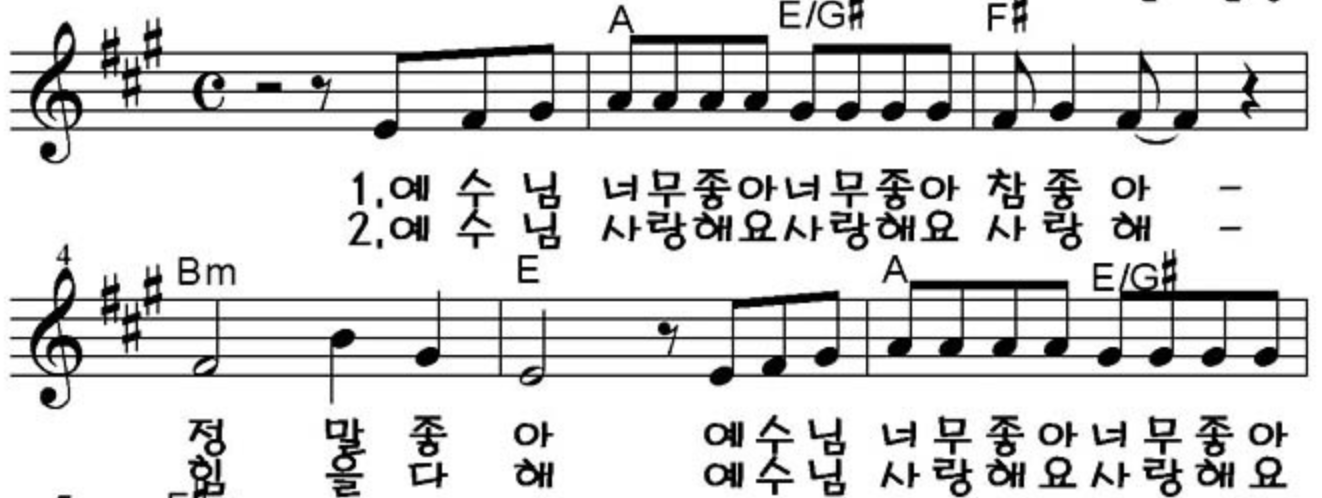 A E/G# F#
1,예 수 님 너무좋아너무좋아 참 좋 아 -
2,예 수 님 사랑해요사랑해요 사 랑 해 -
4
Bm E A E/G#
정 말 좋 아 예수님 너무좋아너무좋아
힘 을 다 해 예수님 사랑해요사랑해요